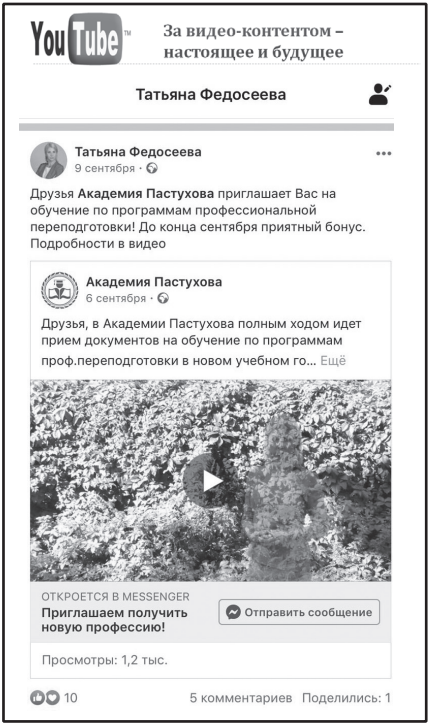 YouTube™
За видео-контентом –
настоящее и будущее
Татьяна Федосеева
Татьяна Федосеева
9 сентября ·
Друзья Академия Пастухова приглашает Вас на
обучение по программам профессиональной
переподготовки! До конца сентября приятный бонус.
Подробности в видео
Академия Пастухова
6 сентября ·
Друзья, в Академии Пастухова полным ходом идет
прием документов на обучение по программам
проф.переподготовки в новом учебном го... Ещё
ОТКРОЕТСЯ В MESSENGER
Приглашаем получить
новую профессию!
Отправить сообщение
Просмотры: 1,2 тыс.
10
5 комментариев Поделились: 1